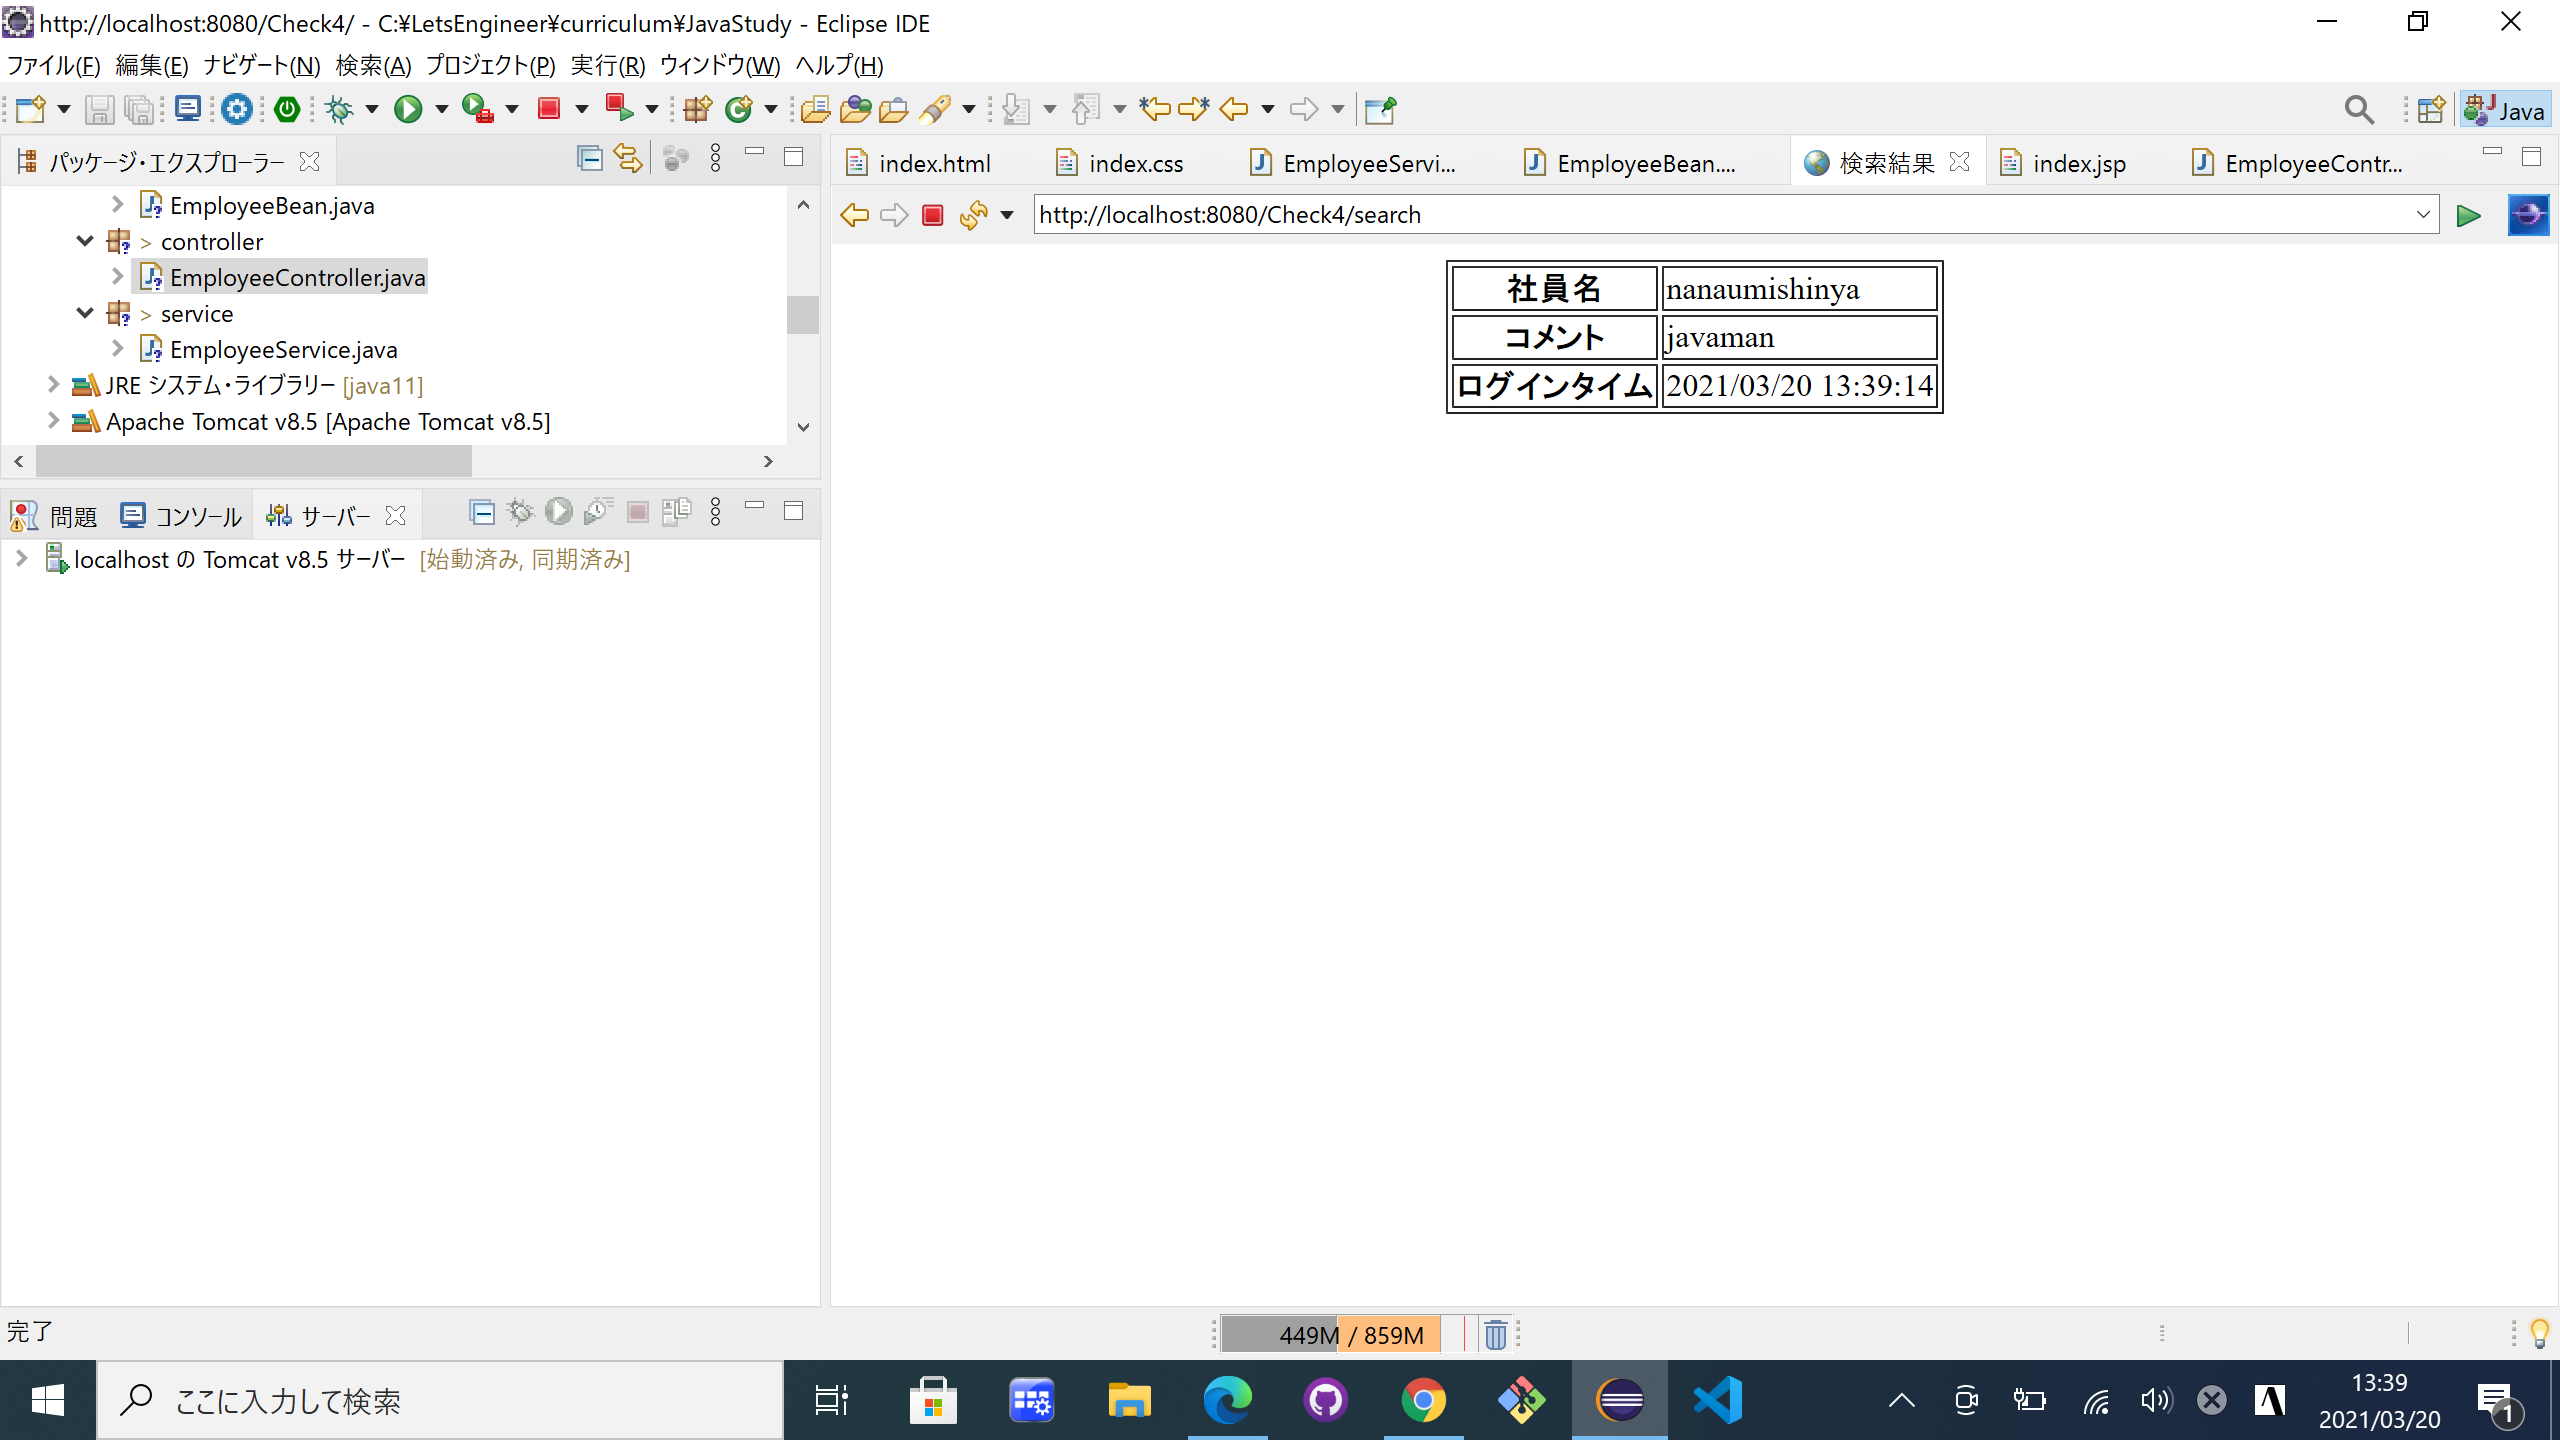 http://localhost:8080/Check4/ - C:¥LetsEngineer¥curriculum¥JavaStudy - Eclipse IDE
ファイル(F) 編集(E) ナビゲート(N) 検索(A) プロジェクト(P) 実行(R) ウィンドウ(W) ヘルプ(H)
Java
パッケージ・エクスプローラー
index.html index.css EmployeeServi... EmployeeBean.... 検索結果 index.jsp EmployeeContr...
http://localhost:8080/Check4/search
EmployeeBean.java
> controller
EmployeeController.java
> service
EmployeeService.java
JRE システム・ライブラリー [java11]
Apache Tomcat v8.5 [Apache Tomcat v8.5]
社員名 nanaumishinya
コメント javaman
ログインタイム 2021/03/20 13:39:14
問題 コンソール サーバー
localhost の Tomcat v8.5 サーバー [始動済み, 同期済み]
完了
449M / 859M
ここに入力して検索
A
13:39
2021/03/20
1